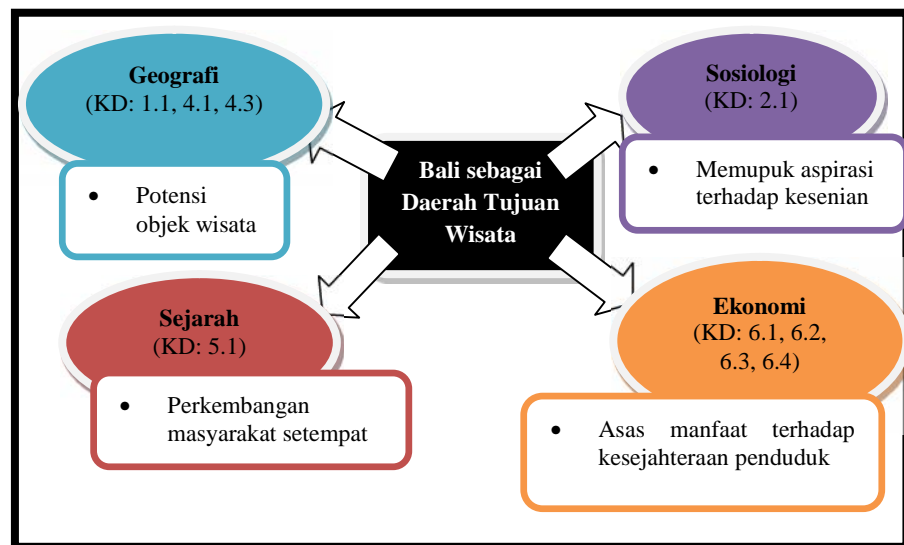 Geografi
(KD: 1.1, 4.1, 4.3)
• Potensi
objek wisata
Sosiologi
(KD: 2.1)
• Memupuk aspirasi
terhadap kesenian
Bali sebagai
Daerah Tujuan
Wisata
Sejarah
(KD: 5.1)
• Perkembangan
masyarakat setempat
Ekonomi
(KD: 6.1, 6.2,
6.3, 6.4)
• Asas manfaat terhadap
kesejahteraan penduduk